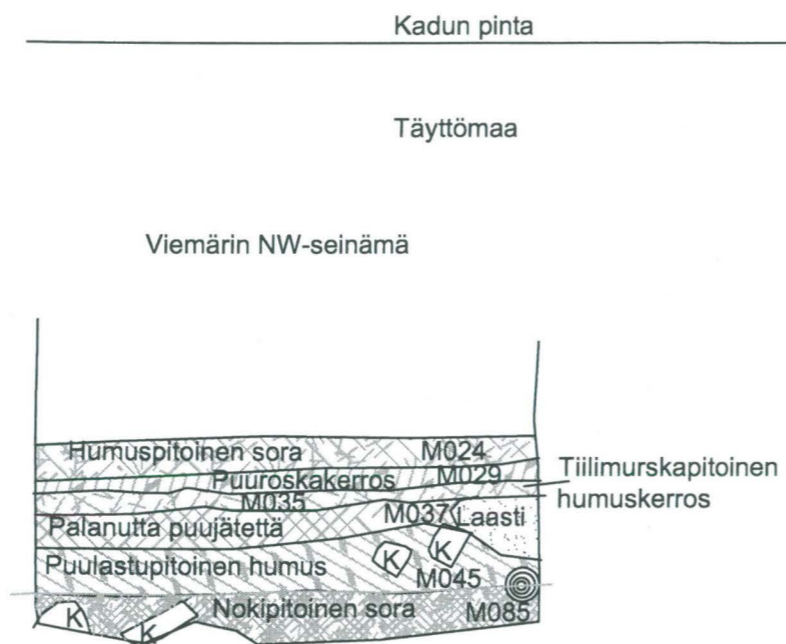 Kadun pinta
Täyttömaa
Viemärin NW-seinämä
Humuspitoinen sora M024
Puuroskakerros M029
Tiilimurskapitoinen
humuskerros
M035
Palanutta puujätettä M037 Laasti
K K
Puulastupitoinen humus M045
Nokipitoinen sora M085
K K